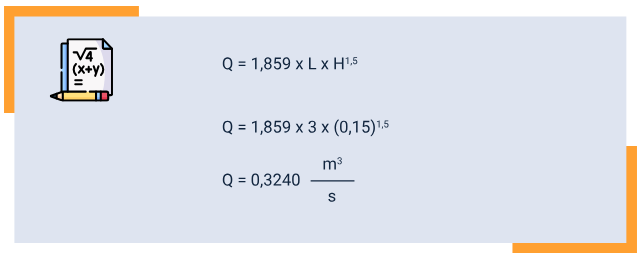 √4
(x+y)
=
Q = 1,859 x L x H¹,⁵
Q = 1,859 x 3 x (0,15)¹,⁵
Q = 0,3240 m³
s